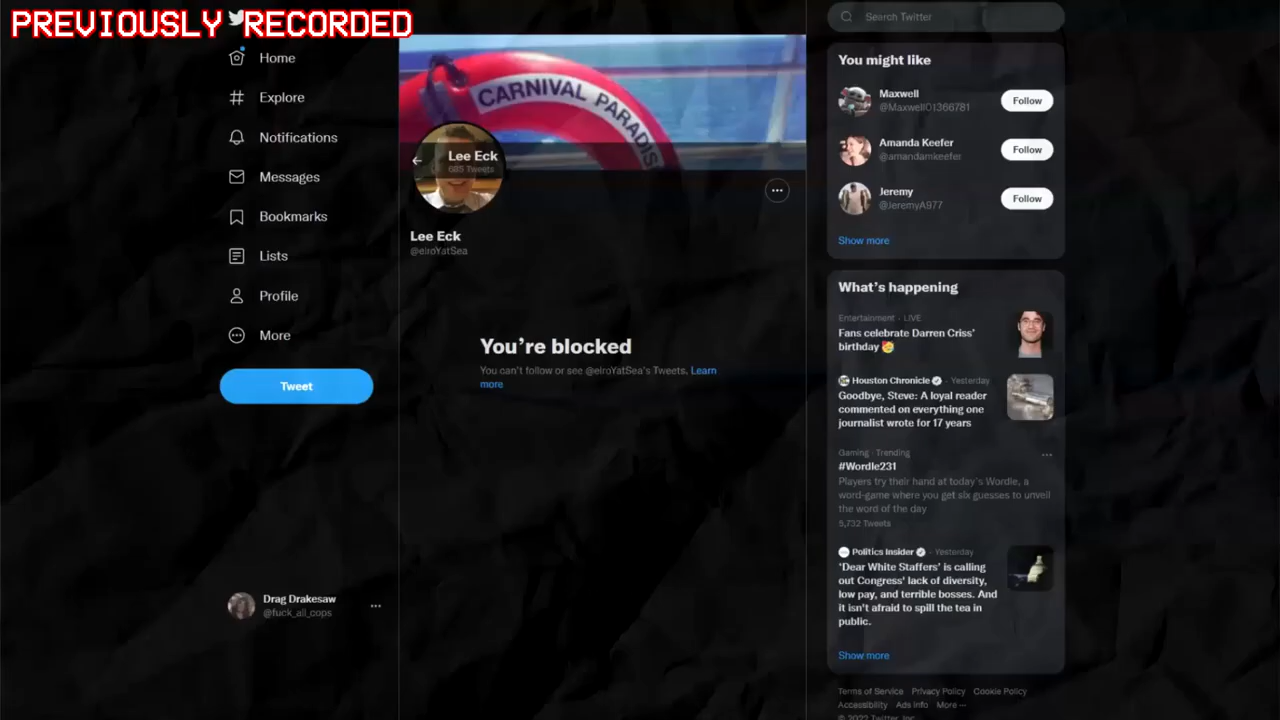 PREVIOUSLY RECORDED
Home
Explore
Notifications
Messages
Bookmarks
Lists
Profile
More
Tweet
Drag Drakesaw
@fuck_all_cops
CARNIVAL PARADIS
Lee Eck
685 Tweets
Lee Eck
@elroYatSea
You're blocked
You can't follow or see @elroYatSea's Tweets. Learn
more
Search Twitter
You might like
Maxwell
@Maxwell01366781
Follow
Amanda Keefer
@amandamkeefer
Follow
Jeremy
@JeremyA977
Follow
Show more
What's happening
Entertainment · LIVE
Fans celebrate Darren Criss'
birthday 🥳
Houston Chronicle · Yesterday
Goodbye, Steve: A loyal reader
commented on everything one
journalist wrote for 17 years
Gaming · Trending
#Wordle231
Players try their hand at today's Wordle, a
word-game where you get six guesses to unveil
the word of the day
5,732 Tweets
Politics Insider · Yesterday
'Dear White Staffers' is calling
out Congress' lack of diversity,
low pay, and terrible bosses. And
it isn't afraid to spill the tea in
public.
Show more
Terms of Service Privacy Policy Cookie Policy
Accessibility Ads info More ···
© 2022 Twitter, Inc.